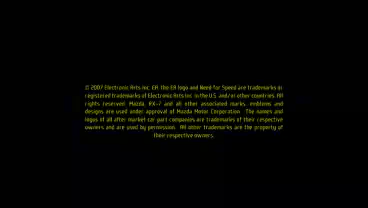 © 2007 Electronic Arts Inc. EA, the EA logo and Need for Speed are trademarks or
registered trademarks of Electronic Arts Inc. in the U.S. and/or other countries. All
rights reserved. Mazda, RX-7 and all other associated marks, emblems and
designs are used under approval of Mazda Motor Corporation. The names and
logos of all after market car part companies are trademarks of their respective
owners and are used by permission. All other trademarks are the property of
their respective owners.